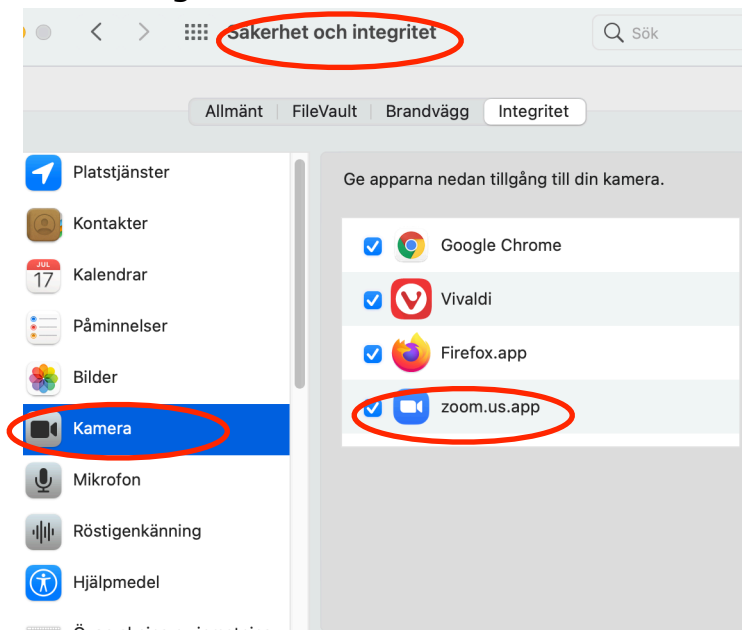 Säkerhet och integritet
Sök
Allmänt
FileVault
Brandvägg
Integritet
Platstjänster
Kontakter
JUL
17
Kalendrar
Påminnelser
Bilder
Kamera
Mikrofon
Röstigenkänning
Hjälpmedel
Ge apparna nedan tillgång till din kamera.
Google Chrome
Vivaldi
Firefox.app
zoom.us.app